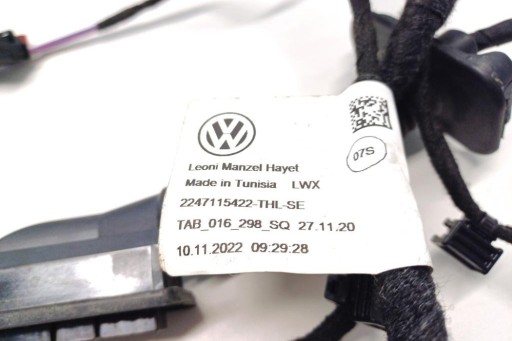 07S
Leoni Manzel Hayet
Made in Tunisia LWX
2247115422-THL-SE
TAB_016_298_SQ 27.11.20
10.11.2022 09:29:28